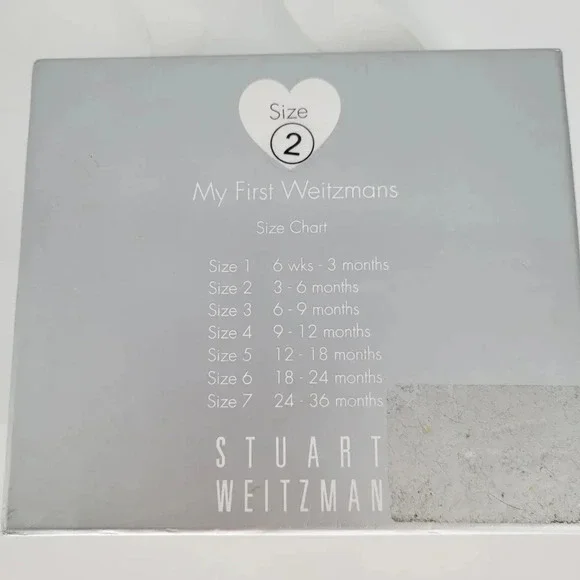 Size
2
My First Weitzmans
Size Chart
Size 1 6 wks - 3 months
Size 2 3 - 6 months
Size 3 6 - 9 months
Size 4 9 - 12 months
Size 5 12 - 18 months
Size 6 18 - 24 months
Size 7 24 - 36 months
STUART
WEITZMAN